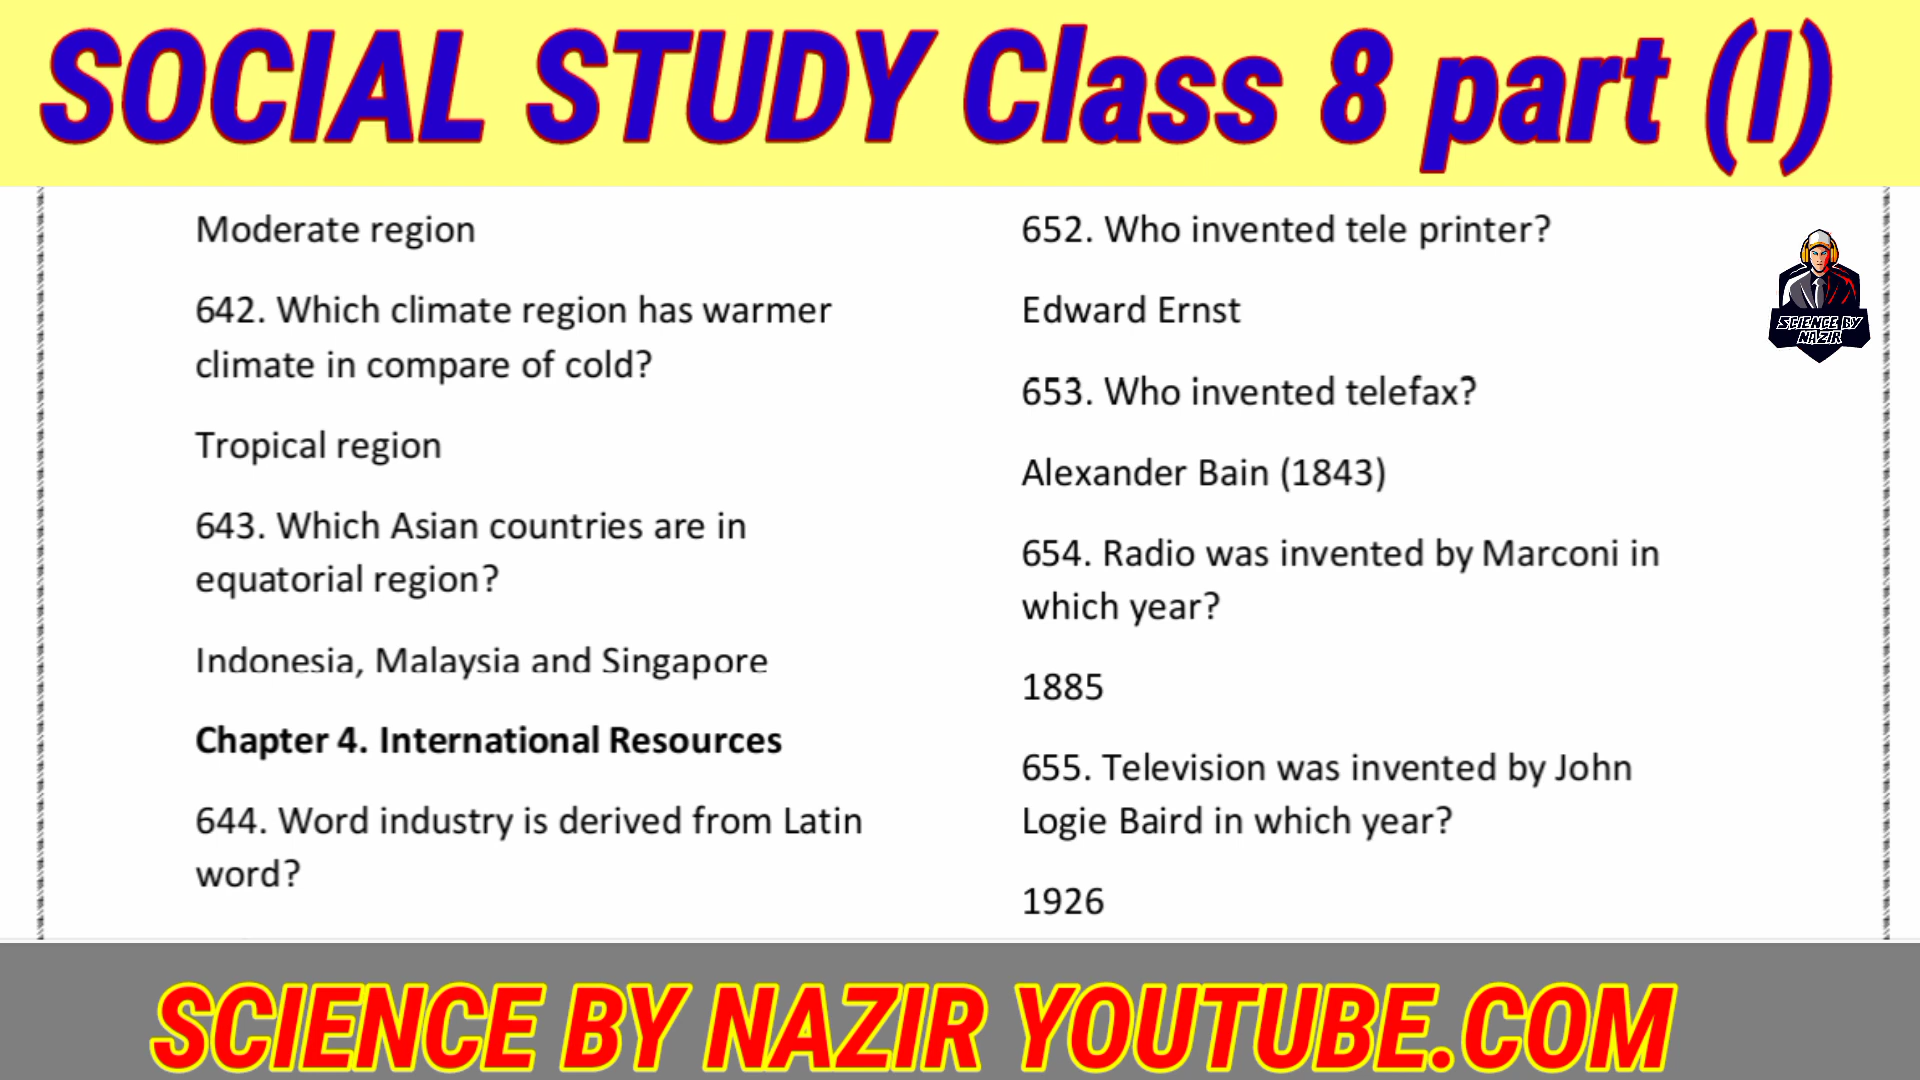 SOCIAL STUDY Class 8 part (I)
Moderate region
642. Which climate region has warmer
climate in compare of cold?
Tropical region
643. Which Asian countries are in
equatorial region?
Indonesia, Malaysia and Singapore
Chapter 4. International Resources
644. Word industry is derived from Latin
word?
652. Who invented tele printer?
Edward Ernst
653. Who invented telefax?
Alexander Bain (1843)
654. Radio was invented by Marconi in
which year?
1885
655. Television was invented by John
Logie Baird in which year?
1926
SCIENCE BY
NAZIR
SCIENCE BY NAZIR YOUTUBE.COM